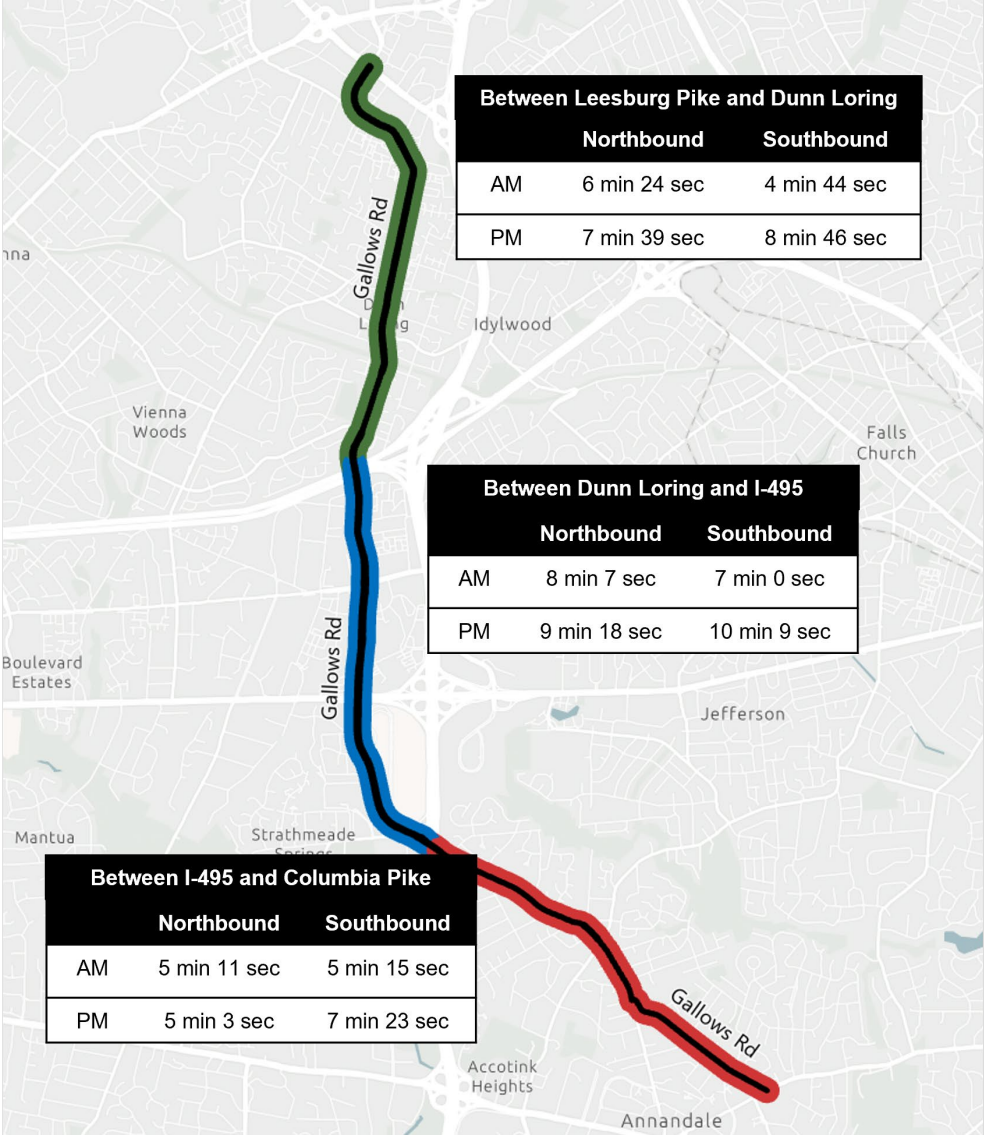 Between Leesburg Pike and Dunn Loring
Northbound Southbound
AM 6 min 24 sec 4 min 44 sec
PM 7 min 39 sec 8 min 46 sec
Gallows Rd
nna
Idylwood
Vienna
Woods
Falls
Church
Between Dunn Loring and I-495
Northbound Southbound
AM 8 min 7 sec 7 min 0 sec
PM 9 min 18 sec 10 min 9 sec
Gallows Rd
Boulevard
Estates
Jefferson
Mantua
Strathmeade
Springs
Between I-495 and Columbia Pike
Northbound Southbound
AM 5 min 11 sec 5 min 15 sec
PM 5 min 3 sec 7 min 23 sec
Gallows Rd
Accotink
Heights
Annandale